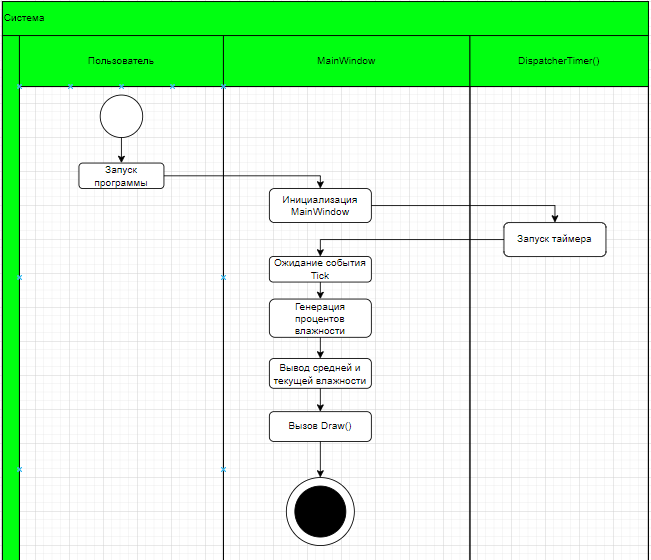 Система
Пользователь
MainWindow
DispatcherTimer()
Запуск
программы
Инициализация
MainWindow
Запуск таймера
Ожидание события
Tick
Генерация
процентов
влажности
Вывод средней и
текущей влажности
Вызов Draw()